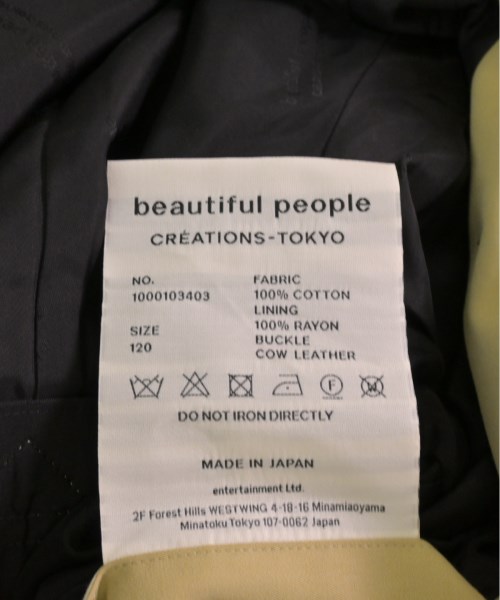 beautiful people
CRÉATIONS-TOKYO
NO.
1000103403
SIZE
120
FABRIC
100% COTTON
LINING
100% RAYON
BUCKLE
COW LEATHER
F
W
DO NOT IRON DIRECTLY
MADE IN JAPAN
entertainment Ltd.
2F Forest Hills WESTWING 4-18-16 Minamiaoyama
Minatoku Tokyo 107-0062 Japan